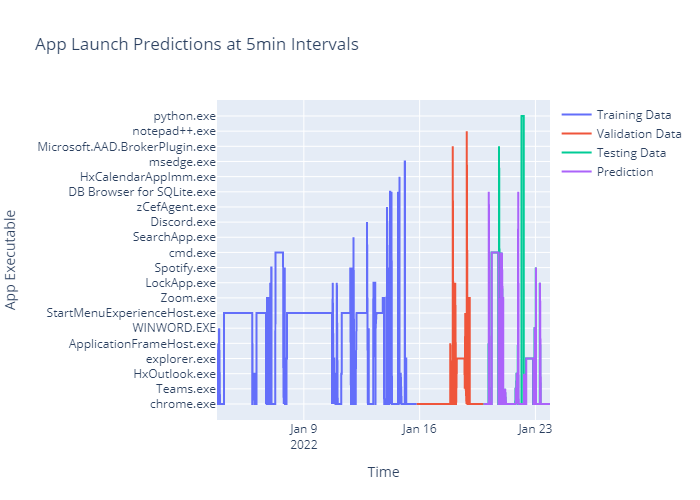 App Launch Predictions at 5min Intervals
python.exe
notepad++.exe
Microsoft.AAD.BrokerPlugin.exe
msedge.exe
HxCalendarAppImm.exe
DB Browser for SQLite.exe
zCefAgent.exe
Discord.exe
SearchApp.exe
cmd.exe
Spotify.exe
LockApp.exe
Zoom.exe
StartMenuExperienceHost.exe
WINWORD.EXE
ApplicationFrameHost.exe
explorer.exe
HxOutlook.exe
Teams.exe
chrome.exe
App Executable
Jan 9
2022
Jan 16
Jan 23
Time
Training Data
Validation Data
Testing Data
Prediction